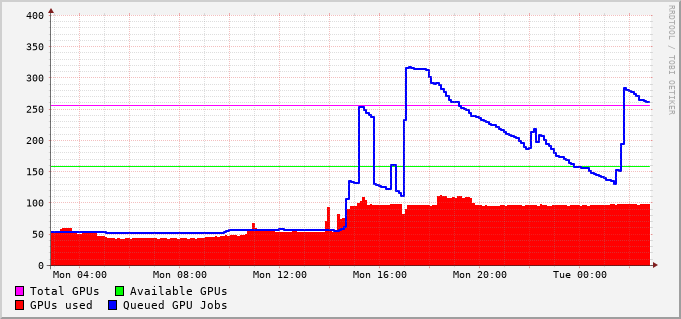 400
350
300
250
200
150
100
50
0
Mon 04:00 Mon 08:00 Mon 12:00 Mon 16:00 Mon 20:00 Tue 00:00
Total GPUs Available GPUs
GPUs used Queued GPU Jobs
RRDTOOL / TOBI OETIKER